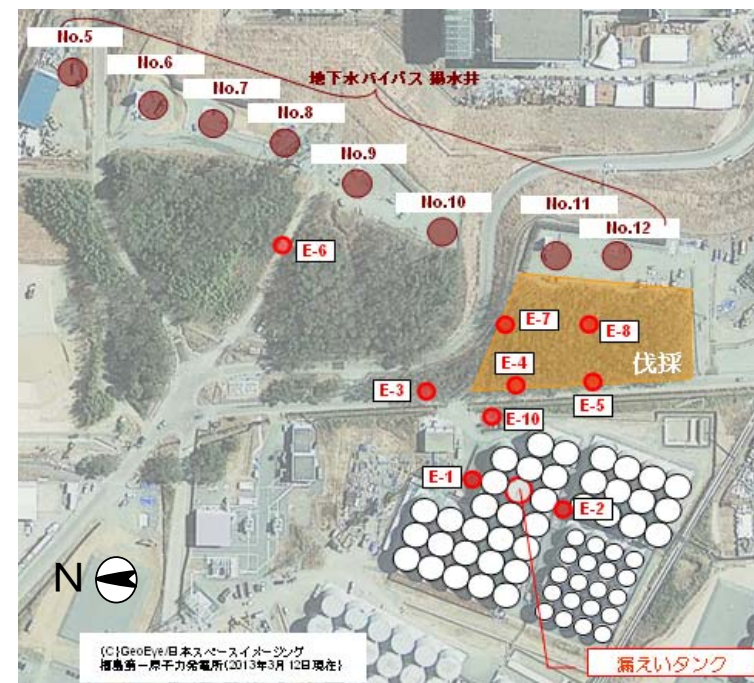 No.5
No.6
地下水バイパス 揚水井
No.7
No.8
No.9
No.10
No.11
No.12
E-6
E-7
E-8
伐採
E-3
E-4
E-5
E-10
E-1
E-2
N
(C)GeoEye/日本スペースイメージング
福島第一原子力発電所(2013年3月12日現在)
漏えいタンク